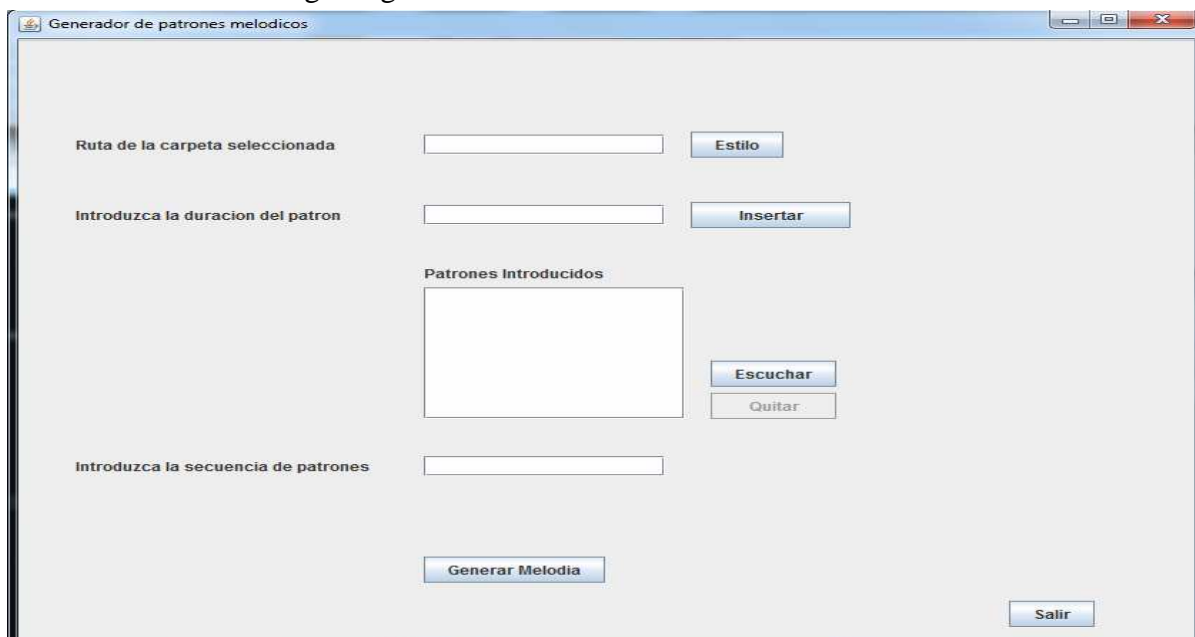 Generador de patrones melodicos
Ruta de la carpeta seleccionada
Estilo
Introduzca la duracion del patron
Insertar
Patrones Introducidos
Escuchar
Quitar
Introduzca la secuencia de patrones
Generar Melodia
Salir